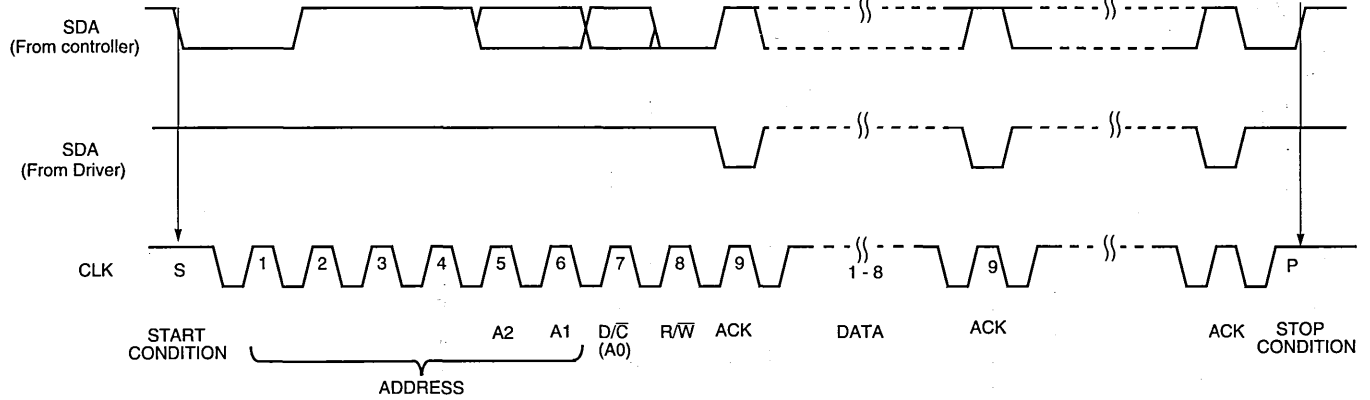 SDA
(From controller)
SDA
(From Driver)
CLK
S
1
2
3
4
5
6
7
8
9
1 - 8
9
P
START
CONDITION
A2
A1
D/C̅
(A0)
R/W̅
ACK
DATA
ACK
ACK
STOP
CONDITION
ADDRESS